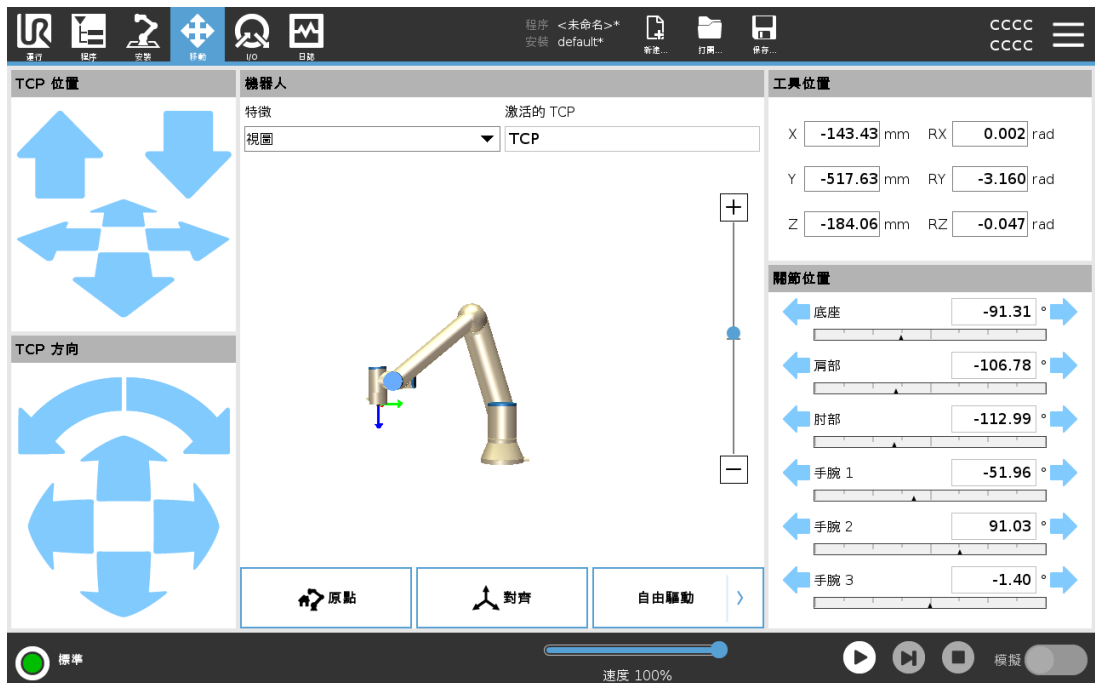 UR
運行
程序
安裝
移動
I/O
日誌
程序 <未命名>*
安裝 default*
新建...
打開...
保存...
CCCC
CCCC
TCP 位置
TCP 方向
機器人
特徵
激活的 TCP
視圖
TCP
+
−
原點
對齊
自由驅動
工具位置
X -143.43 mm RX 0.002 rad
Y -517.63 mm RY -3.160 rad
Z -184.06 mm RZ -0.047 rad
關節位置
底座 -91.31 °
肩部 -106.78 °
肘部 -112.99 °
手腕 1 -51.96 °
手腕 2 91.03 °
手腕 3 -1.40 °
標準
速度 100%
模擬